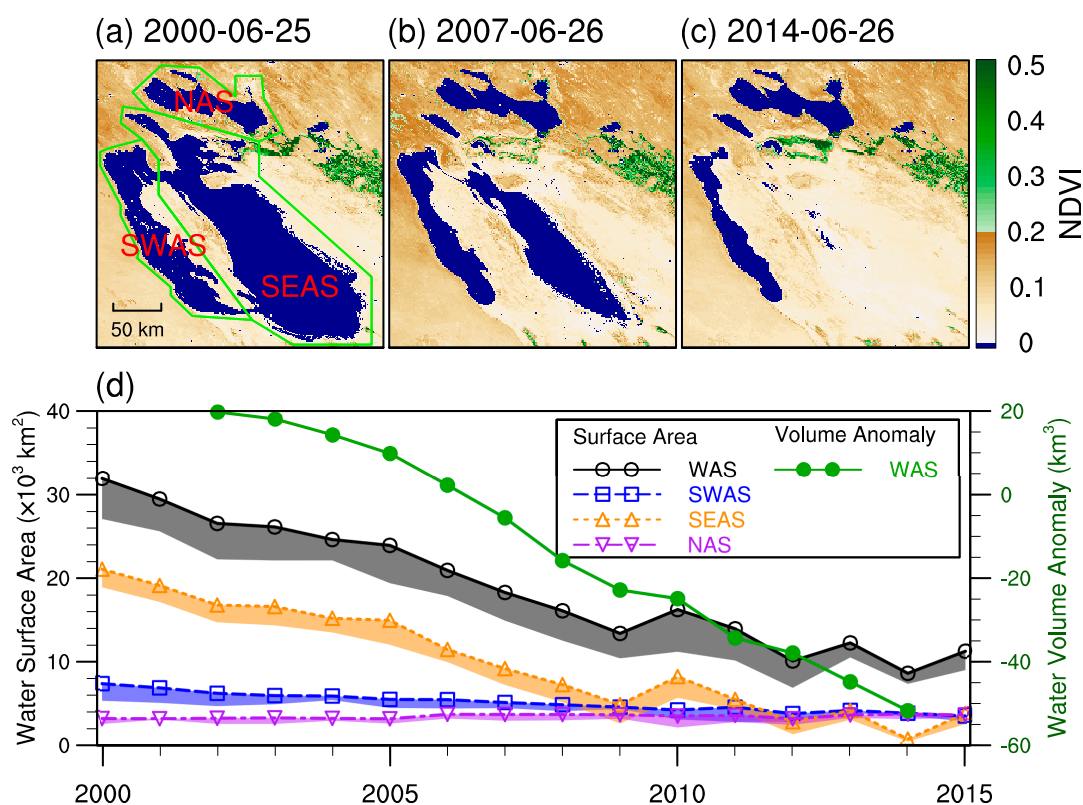 (a) 2000-06-25
(b) 2007-06-26
(c) 2014-06-26
NAS
SWAS
SEAS
50 km
0.5
0.4
0.3
0.2
0.1
0
NDVI
(d)
Water Surface Area (×10³ km²)
40
30
20
10
0
Surface Area
Volume Anomaly
WAS
WAS
SWAS
SEAS
NAS
20
0
-20
-40
-60
Water Volume Anomaly (km³)
2000
2005
2010
2015